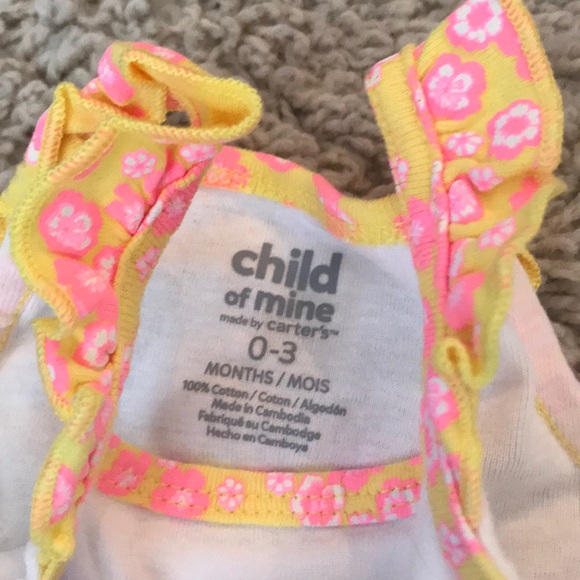 child
of mine
made by carter's™
0-3
MONTHS / MOIS
100% Cotton / Coton / Algodón
Made in Cambodia
Fabriqué au Cambodge
Hecho en Camboya